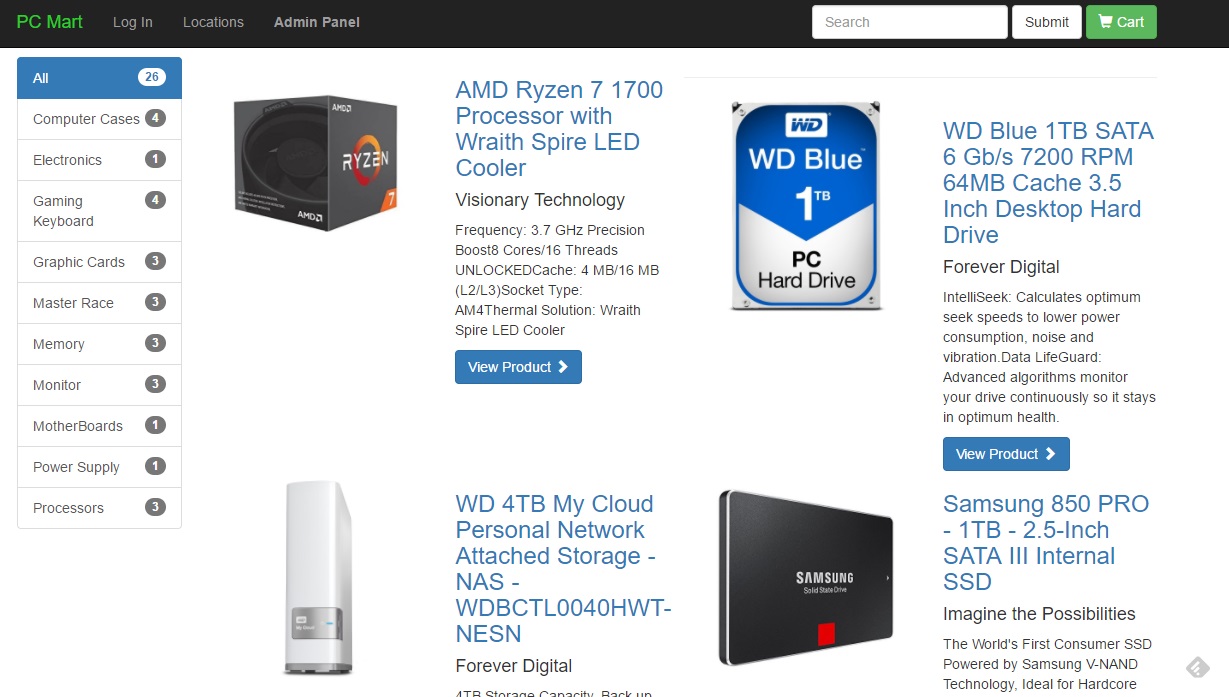 PC Mart
Log In
Locations
Admin Panel
Search
Submit
Cart
All 26
Computer Cases 4
Electronics 1
Gaming
Keyboard
4
Graphic Cards 3
Master Race 3
Memory 3
Monitor 3
MotherBoards 1
Power Supply 1
Processors 3
AMD
RYZEN
7
AMD
AMD Ryzen 7 1700
Processor with
Wraith Spire LED
Cooler
Visionary Technology
Frequency: 3.7 GHz Precision
Boost8 Cores/16 Threads
UNLOCKEDCache: 4 MB/16 MB
(L2/L3)Socket Type:
AM4Thermal Solution: Wraith
Spire LED Cooler
View Product
WD
WD Blue™
1TB
PC
Hard Drive
WD Blue 1TB SATA
6 Gb/s 7200 RPM
64MB Cache 3.5
Inch Desktop Hard
Drive
Forever Digital
IntelliSeek: Calculates optimum
seek speeds to lower power
consumption, noise and
vibration.Data LifeGuard:
Advanced algorithms monitor
your drive continuously so it stays
in optimum health.
View Product
WD
My Cloud
WD 4TB My Cloud
Personal Network
Attached Storage -
NAS -
WDBCTL0040HWT-
NESN
Forever Digital
4TB Storage Capacity. Back up
SAMSUNG
Solid State Drive
Samsung 850 PRO
- 1TB - 2.5-Inch
SATA III Internal
SSD
Imagine the Possibilities
The World's First Consumer SSD
Powered by Samsung V-NAND
Technology, Ideal for Hardcore